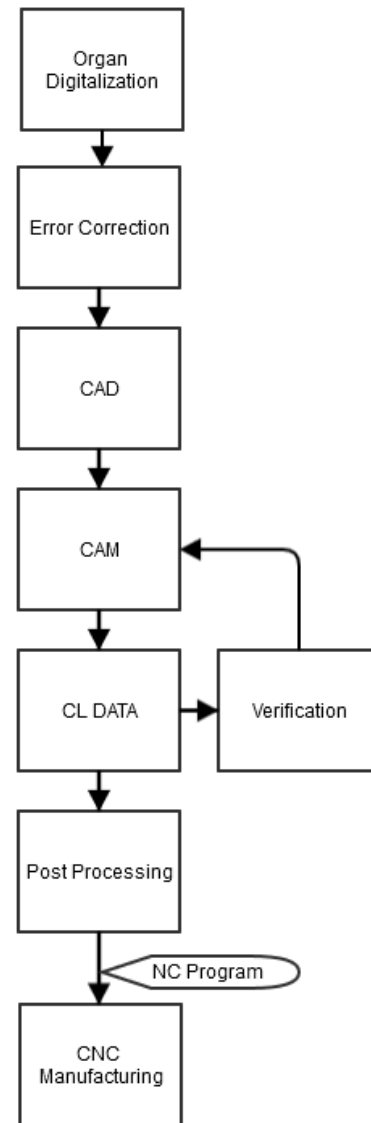 Organ
Digitalization
Error Correction
CAD
CAM
CL DATA
Verification
Post Processing
NC Program
CNC
Manufacturing